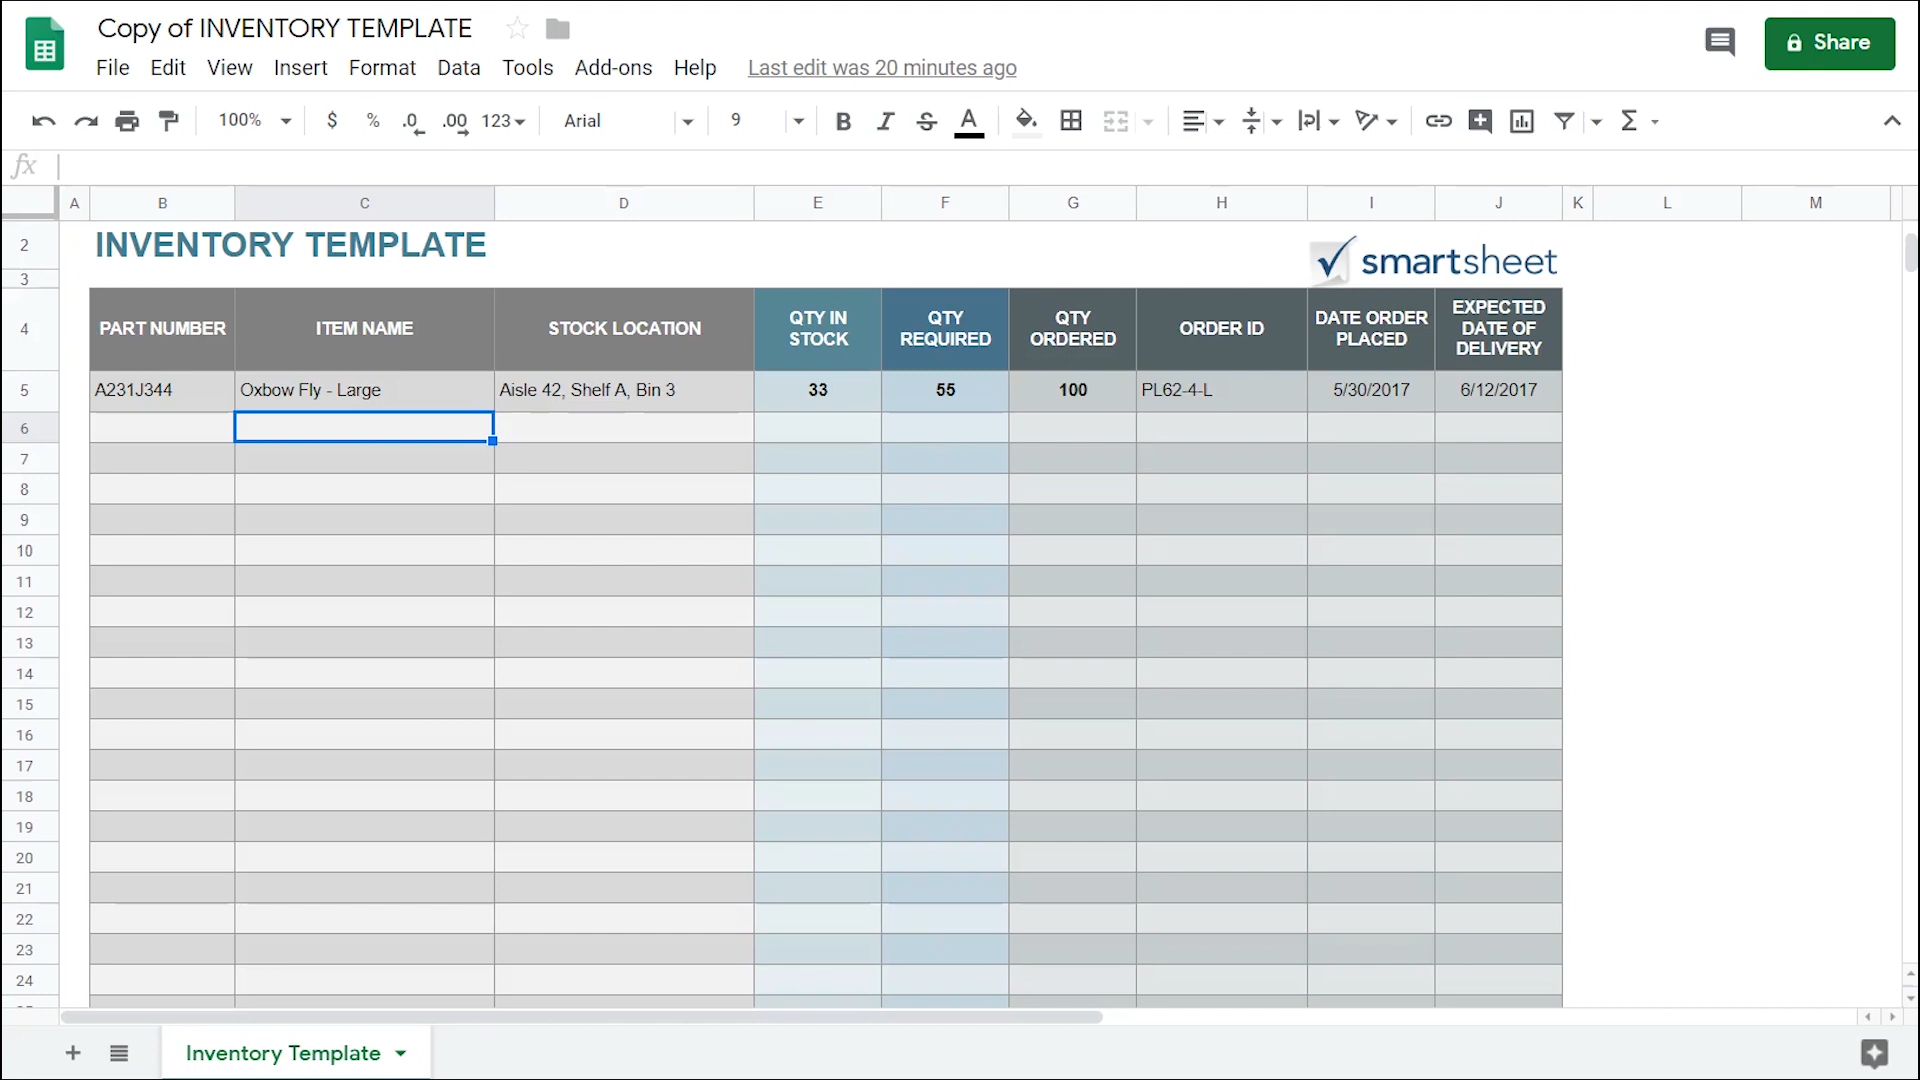 Copy of INVENTORY TEMPLATE
File Edit View Insert Format Data Tools Add-ons Help Last edit was 20 minutes ago
Share
100% $ % .0 .00 123 Arial 9 B I S A Σ
fx
A B C D E F G H I J K L M
2 INVENTORY TEMPLATE
smartsheet
3
4 PART NUMBER ITEM NAME STOCK LOCATION QTY IN STOCK QTY REQUIRED QTY ORDERED ORDER ID DATE ORDER PLACED EXPECTED DATE OF DELIVERY
5 A231J344 Oxbow Fly - Large Aisle 42, Shelf A, Bin 3 33 55 100 PL62-4-L 5/30/2017 6/12/2017
6
7
8
9
10
11
12
13
14
15
16
17
18
19
20
21
22
23
24
Inventory Template